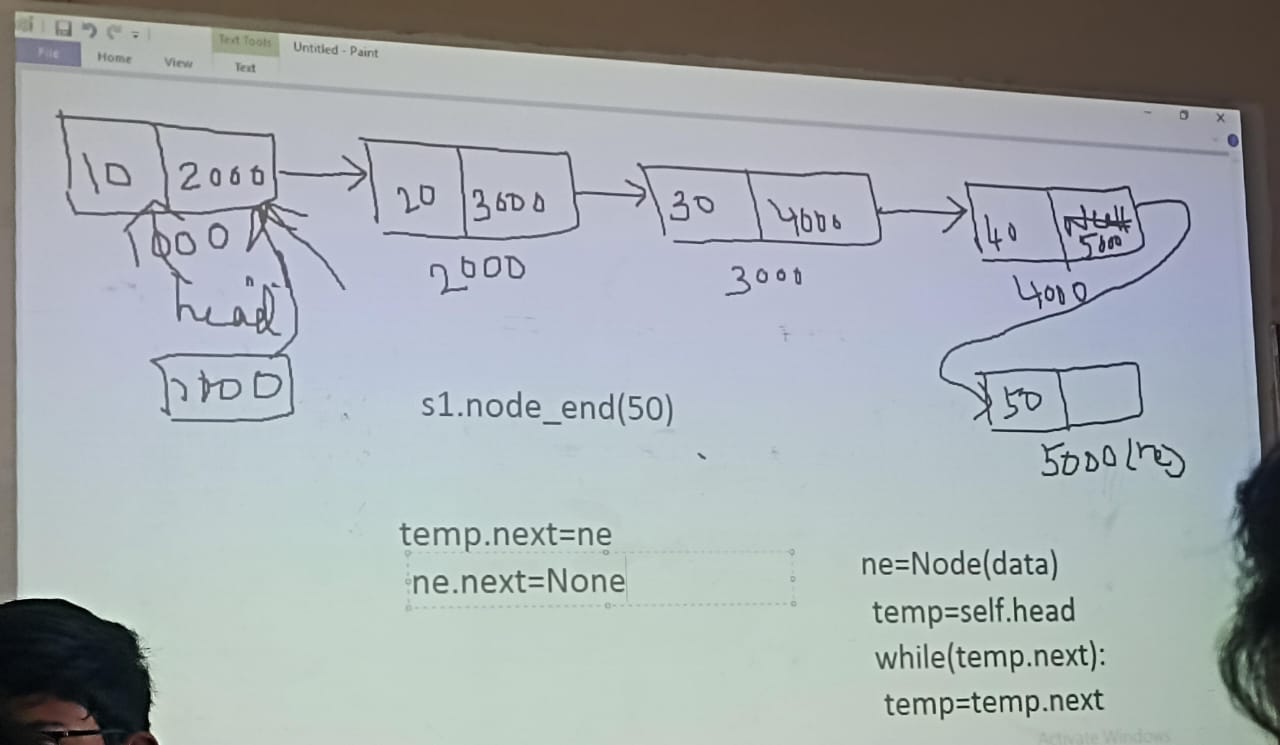 Text Tools
Untitled - Paint
File Home View Text
10 2000
20 3000
30 4000
40 Null
5000
1000
2000
3000
4000
head
50
5000(ne)
s1.node_end(50)
temp.next=ne
ne.next=None
ne=Node(data)
temp=self.head
while(temp.next):
temp=temp.next
Activate Windows